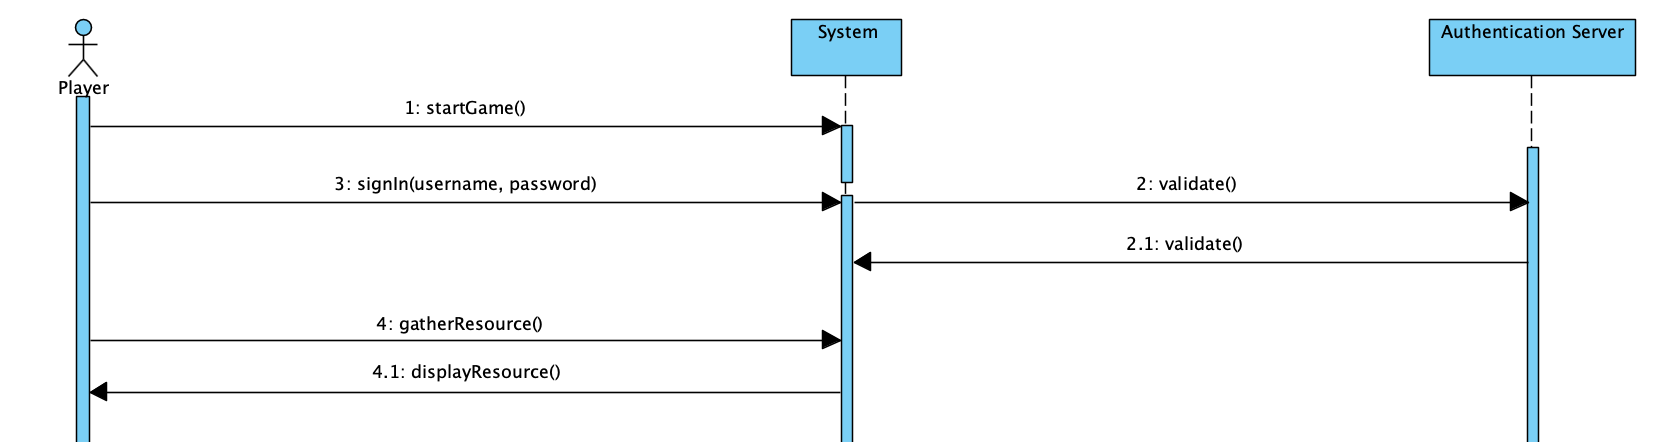 System
Authentication Server
Player
1: startGame()
3: signIn(username, password)
2: validate()
2.1: validate()
4: gatherResource()
4.1: displayResource()